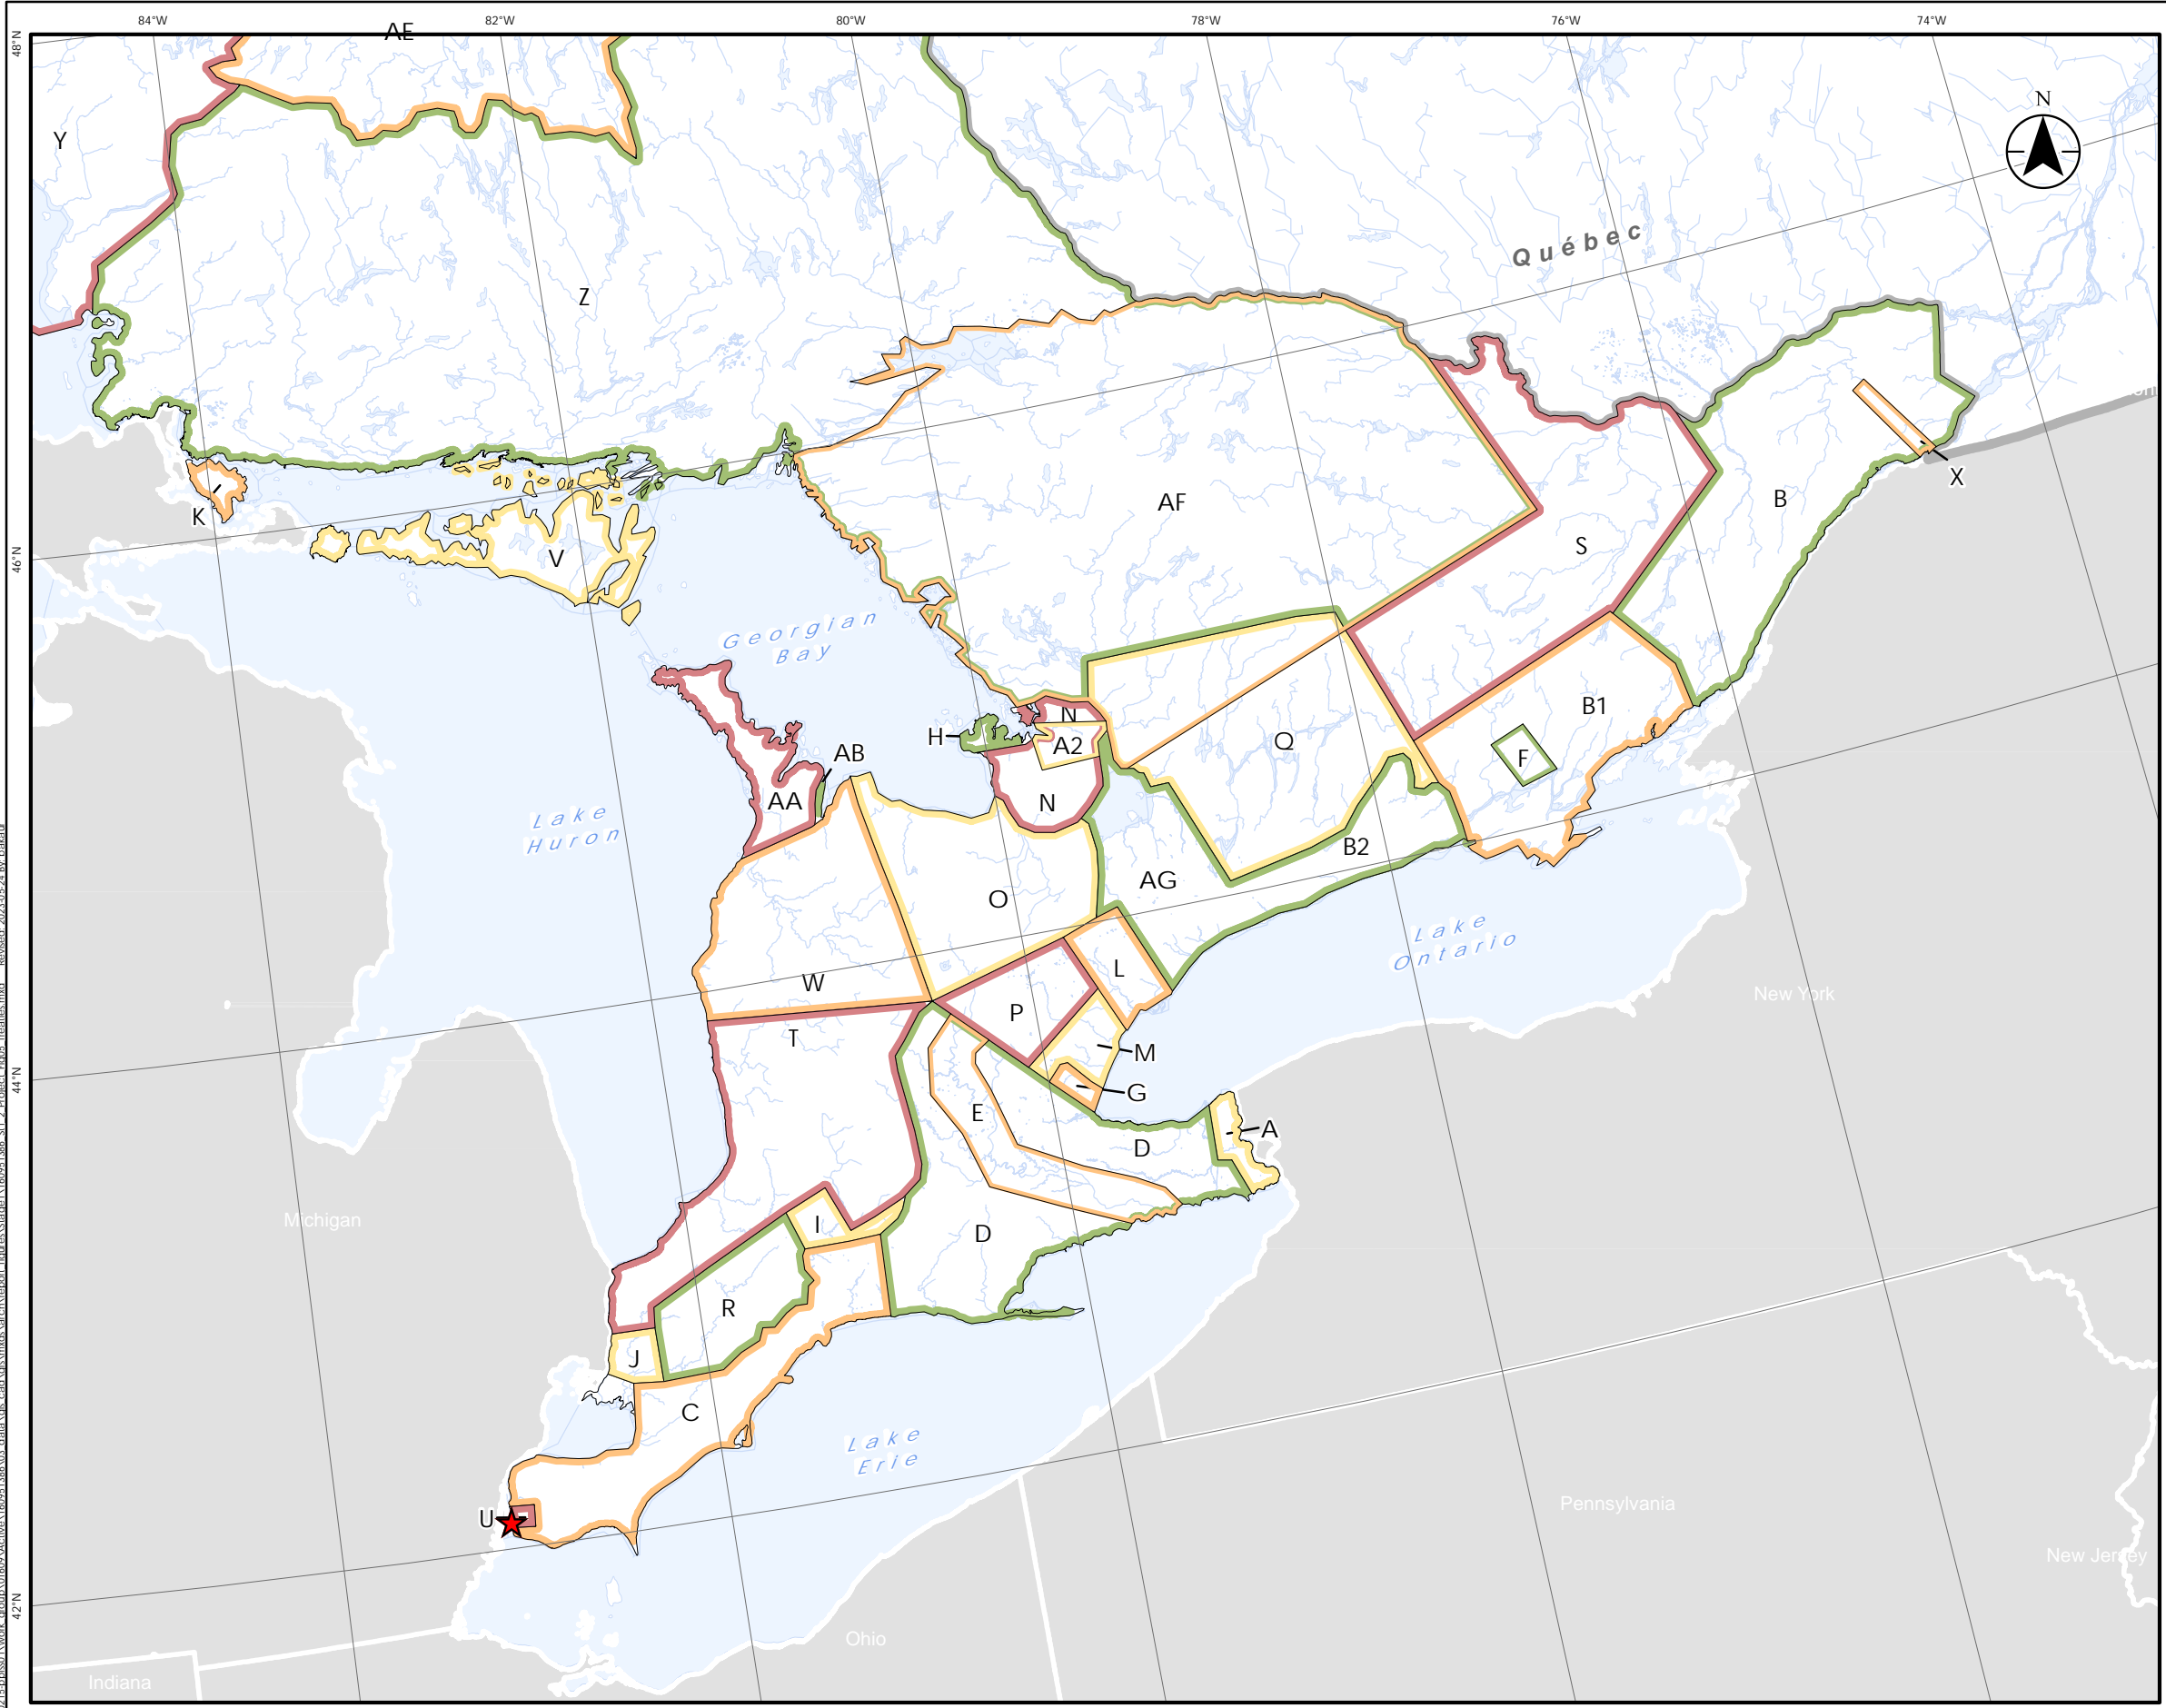 84°W
82°W
80°W
78°W
76°W
74°W
48°N
AE
N
Y
Québec
Z
X
K
AF
B
46°N
V
S
Georgian
Bay
N
B1
H
A2
Q
AB
F
AA
N
Lake
Huron
B2
AG
O
Lake
Ontario
L
W
New York
P
T
M
44°N
G
E
A
D
Michigan
I
D
R
J
C
Lake
Erie
U
Pennsylvania
New Jersey
42°N
Ohio
Indiana